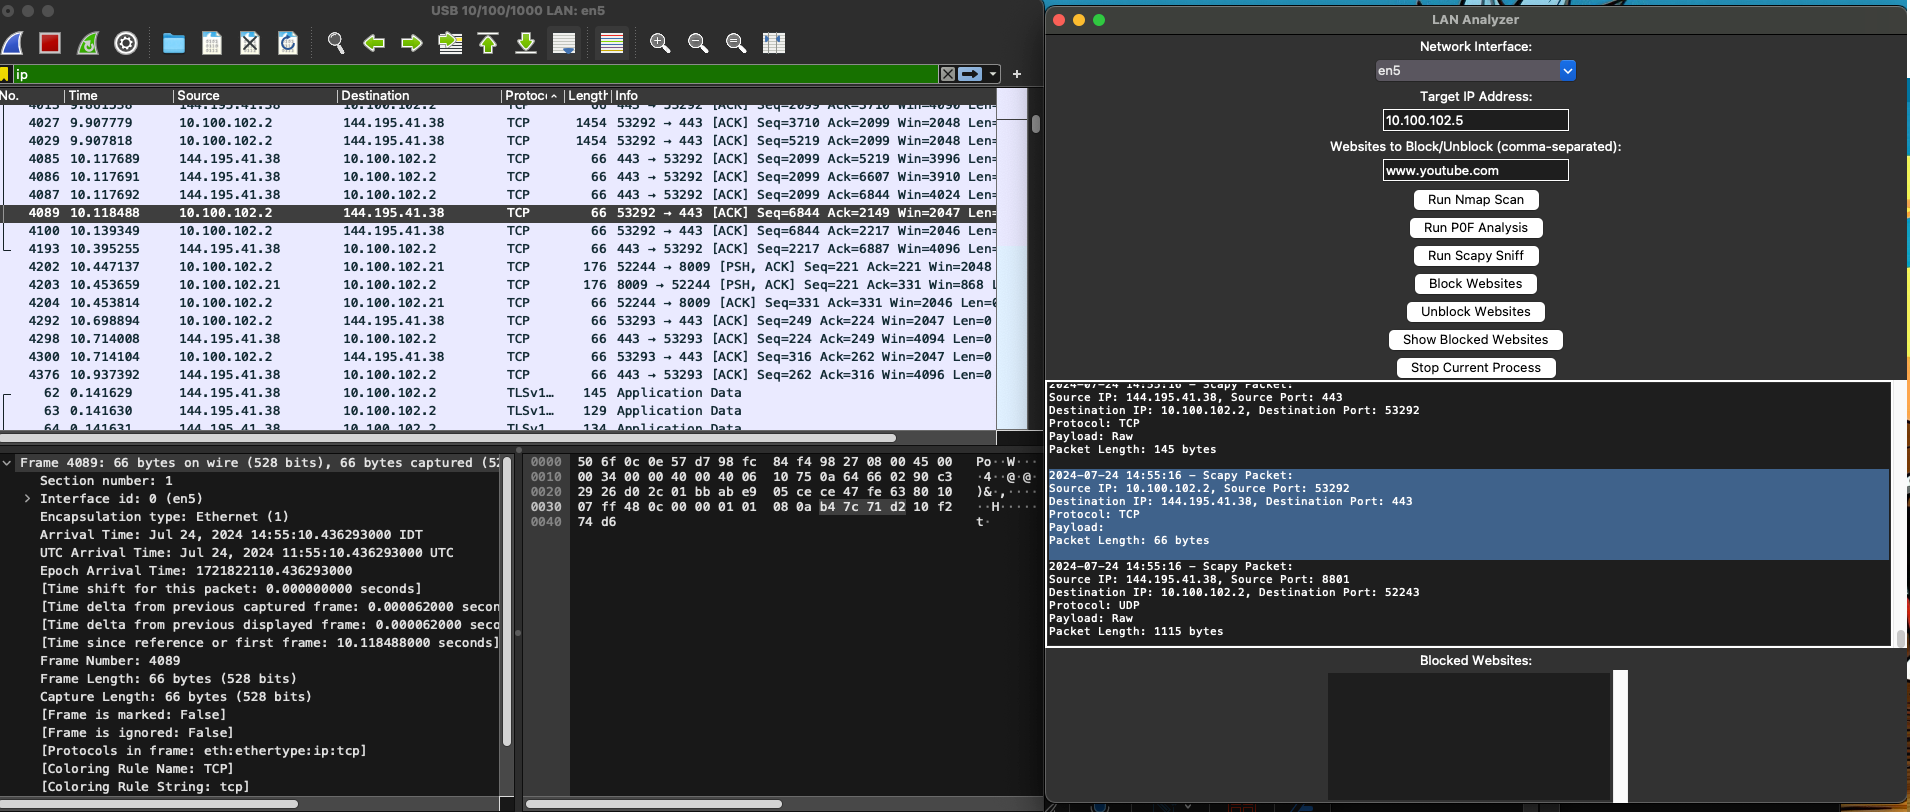 USB 10/100/1000 LAN: en5
ip
No. Time Source Destination Protoc Length Info
4027 9.907779 10.100.102.2 144.195.41.38 TCP 1454 53292 → 443 [ACK] Seq=3710 Ack=2099 Win=2048 Len=
4029 9.907818 10.100.102.2 144.195.41.38 TCP 1454 53292 → 443 [ACK] Seq=5219 Ack=2099 Win=2048 Len=
4085 10.117689 144.195.41.38 10.100.102.2 TCP 66 443 → 53292 [ACK] Seq=2099 Ack=5219 Win=3996 Len=
4086 10.117691 144.195.41.38 10.100.102.2 TCP 66 443 → 53292 [ACK] Seq=2099 Ack=6607 Win=3910 Len=
4087 10.117692 144.195.41.38 10.100.102.2 TCP 66 443 → 53292 [ACK] Seq=2099 Ack=6844 Win=4024 Len=
4089 10.118488 10.100.102.2 144.195.41.38 TCP 66 53292 → 443 [ACK] Seq=6844 Ack=2149 Win=2047 Len=
4100 10.139349 10.100.102.2 144.195.41.38 TCP 66 53292 → 443 [ACK] Seq=6844 Ack=2217 Win=2046 Len=
4193 10.395255 144.195.41.38 10.100.102.2 TCP 66 443 → 53292 [ACK] Seq=2217 Ack=6887 Win=4096 Len=
4202 10.447137 10.100.102.2 10.100.102.21 TCP 176 52244 → 8009 [PSH, ACK] Seq=221 Ack=221 Win=2048
4203 10.453659 10.100.102.21 10.100.102.2 TCP 176 8009 → 52244 [PSH, ACK] Seq=221 Ack=331 Win=868 L
4204 10.453814 10.100.102.2 10.100.102.21 TCP 66 52244 → 8009 [ACK] Seq=331 Ack=331 Win=2046 Len=0
4292 10.698894 10.100.102.2 144.195.41.38 TCP 66 53293 → 443 [ACK] Seq=249 Ack=224 Win=2047 Len=0
4298 10.714008 144.195.41.38 10.100.102.2 TCP 66 443 → 53293 [ACK] Seq=224 Ack=249 Win=4094 Len=0
4300 10.714104 10.100.102.2 144.195.41.38 TCP 66 53293 → 443 [ACK] Seq=316 Ack=262 Win=2047 Len=0
4376 10.937392 144.195.41.38 10.100.102.2 TCP 66 443 → 53293 [ACK] Seq=262 Ack=316 Win=4096 Len=0
62 0.141629 144.195.41.38 10.100.102.2 TLSv1… 145 Application Data
63 0.141630 144.195.41.38 10.100.102.2 TLSv1… 129 Application Data
64 0.141631 144.195.41.38 10.100.102.2 TLSv1… 134 Application Data
Frame 4089: 66 bytes on wire (528 bits), 66 bytes captured (52
Section number: 1
Interface id: 0 (en5)
Encapsulation type: Ethernet (1)
Arrival Time: Jul 24, 2024 14:55:10.436293000 IDT
UTC Arrival Time: Jul 24, 2024 11:55:10.436293000 UTC
Epoch Arrival Time: 1721822110.436293000
[Time shift for this packet: 0.000000000 seconds]
[Time delta from previous captured frame: 0.000062000 secon
[Time delta from previous displayed frame: 0.000062000 seco
[Time since reference or first frame: 10.118488000 seconds]
Frame Number: 4089
Frame Length: 66 bytes (528 bits)
Capture Length: 66 bytes (528 bits)
[Frame is marked: False]
[Frame is ignored: False]
[Protocols in frame: eth:ethertype:ip:tcp]
[Coloring Rule Name: TCP]
[Coloring Rule String: tcp]
0000 50 6f 0c 0e 57 d7 98 fc 84 f4 98 27 08 00 45 00 Po··W···
0010 00 34 00 00 40 00 40 06 10 75 0a 64 66 02 90 c3 ·4··@·@·
0020 29 26 d0 2c 01 bb ab e9 05 ce ce 47 fe 63 80 10 )&·,····
0030 07 ff 48 0c 00 00 01 01 08 0a b4 7c 71 d2 10 f2 ··H·····
0040 74 d6 t·
LAN Analyzer
Network Interface:
en5
Target IP Address:
10.100.102.5
Websites to Block/Unblock (comma-separated):
www.youtube.com
Run Nmap Scan
Run P0F Analysis
Run Scapy Sniff
Block Websites
Unblock Websites
Show Blocked Websites
Stop Current Process
2024-07-24 14:55:16 - Scapy Packet:
Source IP: 144.195.41.38, Source Port: 443
Destination IP: 10.100.102.2, Destination Port: 53292
Protocol: TCP
Payload: Raw
Packet Length: 145 bytes
2024-07-24 14:55:16 - Scapy Packet:
Source IP: 10.100.102.2, Source Port: 53292
Destination IP: 144.195.41.38, Destination Port: 443
Protocol: TCP
Payload:
Packet Length: 66 bytes
2024-07-24 14:55:16 - Scapy Packet:
Source IP: 144.195.41.38, Source Port: 8801
Destination IP: 10.100.102.2, Destination Port: 52243
Protocol: UDP
Payload: Raw
Packet Length: 1115 bytes
Blocked Websites: